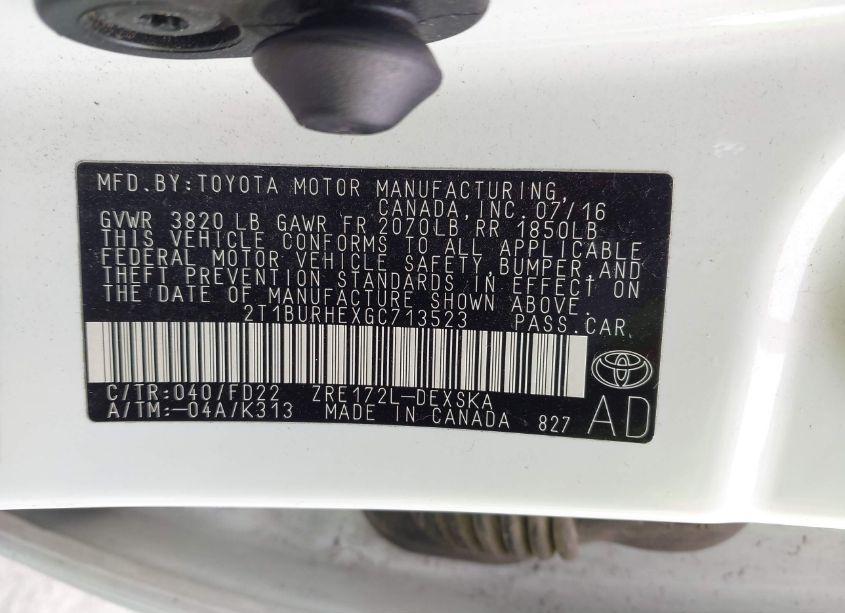 MFD.BY:TOYOTA MOTOR MANUFACTURING,
CANADA,INC. 07/16
GVWR 3820 LB GAWR FR 2070LB RR 1850LB
THIS VEHICLE CONFORMS TO ALL APPLICABLE
FEDERAL MOTOR VEHICLE SAFETY,BUMPER,AND
THEFT PREVENTION STANDARDS IN EFFECT ON
THE DATE OF MANUFACTURE SHOWN ABOVE.
2T1BURHEXGC713523 PASS.CAR
C/TR:040/FD22 ZRE172L-DEXSKA
A/TM:-04A/K313 MADE IN CANADA 827 AD